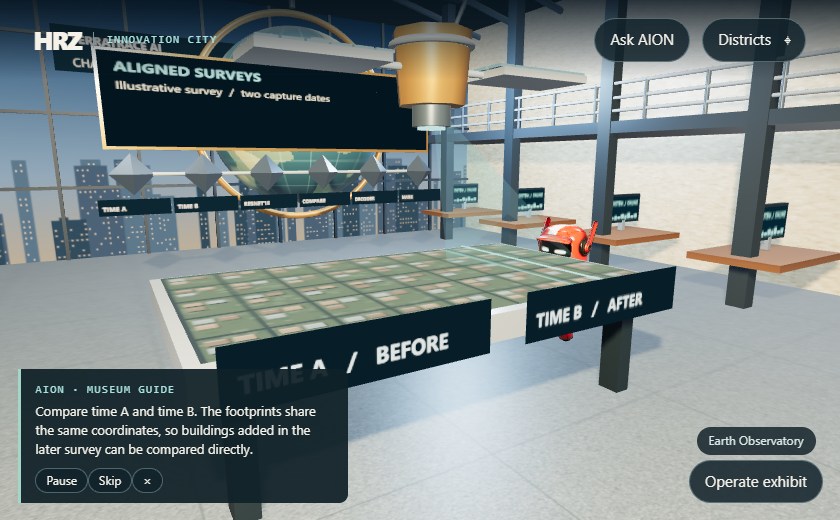 HRZ
INNOVATION CITY
Ask AION
Districts
ALIGNED SURVEYS
Illustrative survey / two capture dates
TIME A
TIME B
COMPARE
TIME A / BEFORE
TIME B / AFTER
AION · MUSEUM GUIDE
Compare time A and time B. The footprints share
the same coordinates, so buildings added in the
later survey can be compared directly.
Pause
Skip
×
Earth Observatory
Operate exhibit